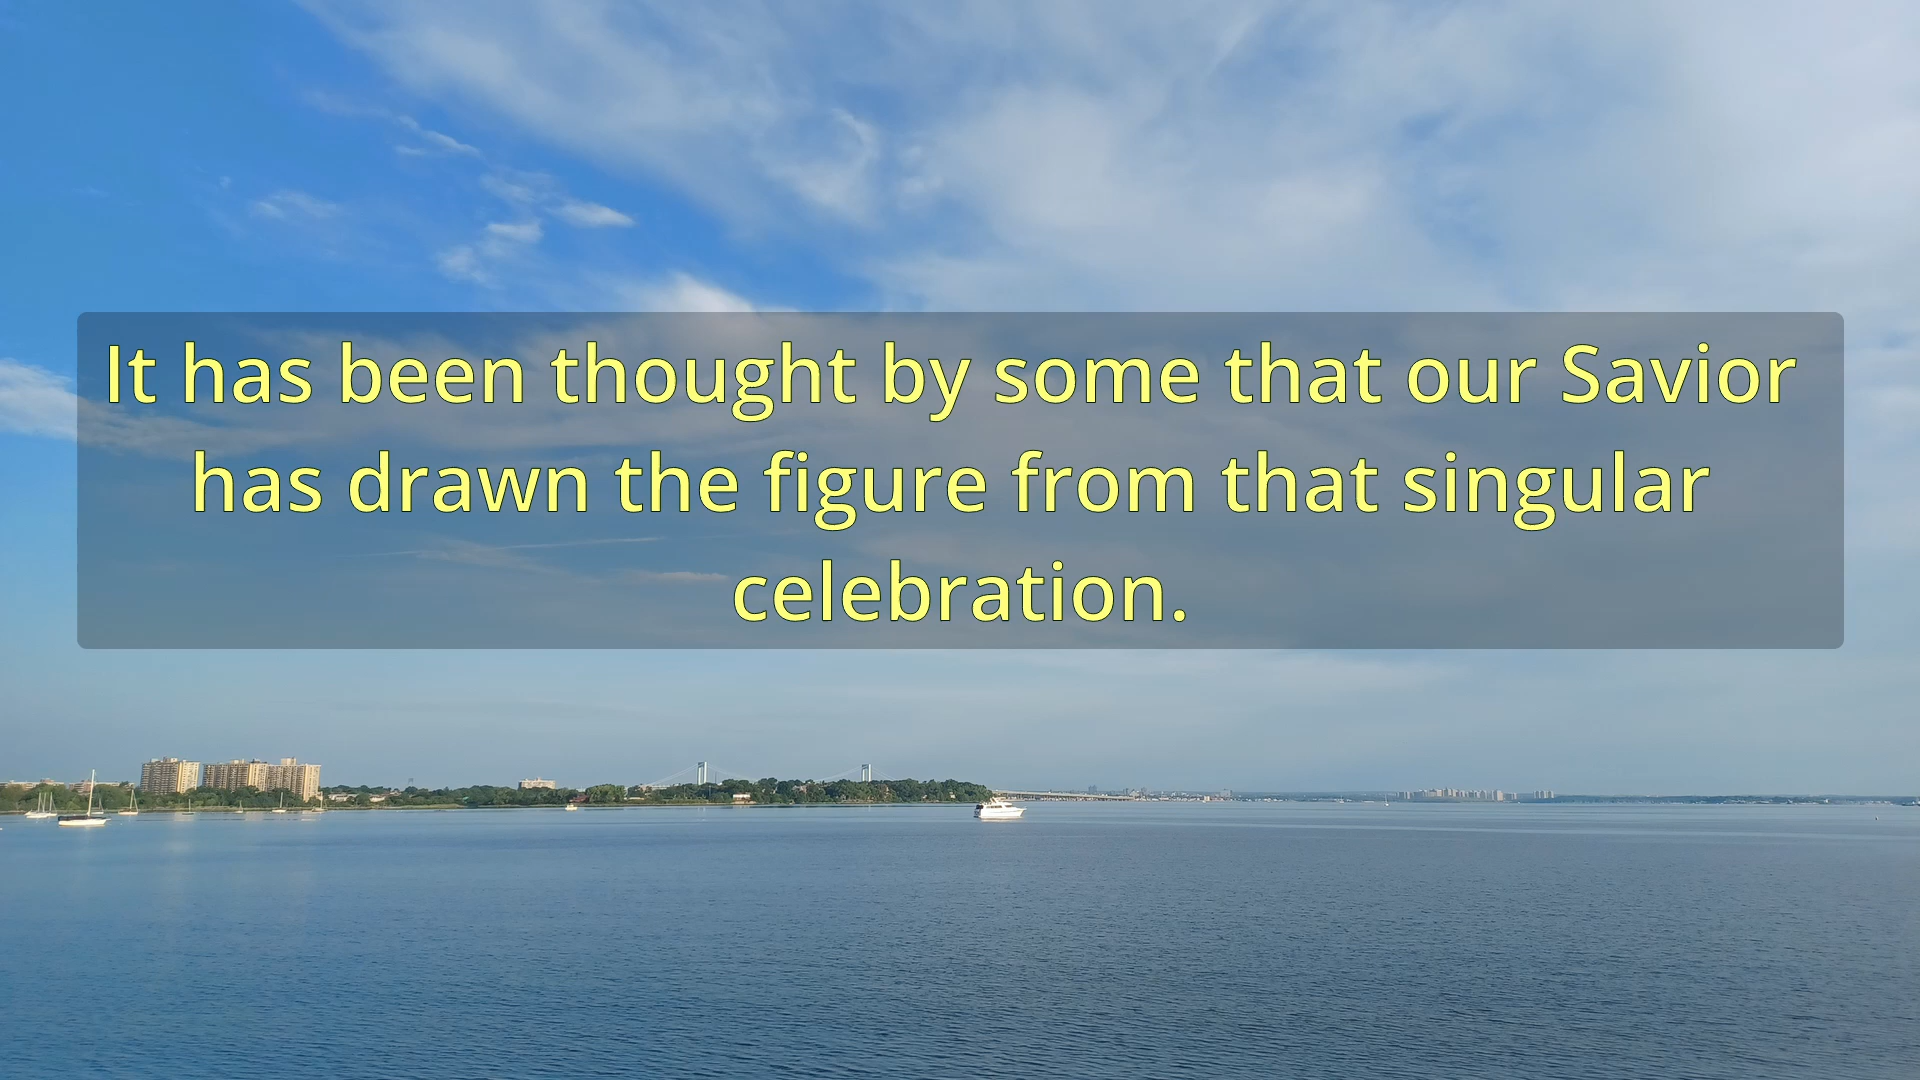 It has been thought by some that our Savior
has drawn the figure from that singular
celebration.